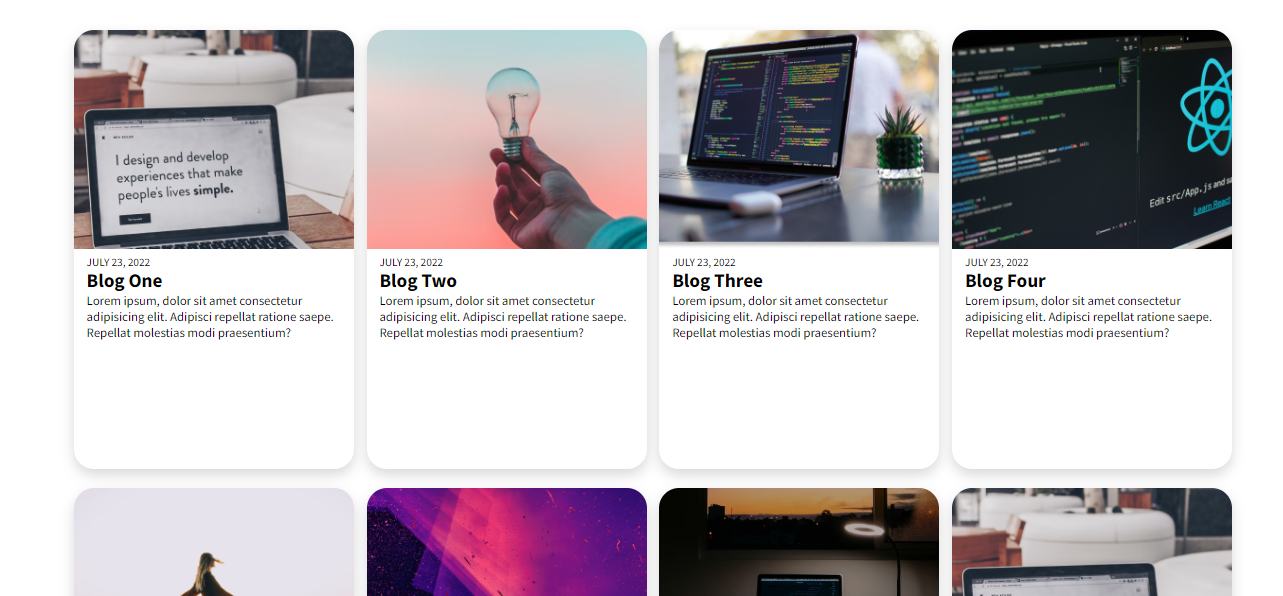 I design and develop
experiences that make
people's lives simple.
Edit src/App.js and sa
Learn React
JULY 23, 2022
Blog One
Lorem ipsum, dolor sit amet consectetur
adipisicing elit. Adipisci repellat ratione saepe.
Repellat molestias modi praesentium?
JULY 23, 2022
Blog Two
Lorem ipsum, dolor sit amet consectetur
adipisicing elit. Adipisci repellat ratione saepe.
Repellat molestias modi praesentium?
JULY 23, 2022
Blog Three
Lorem ipsum, dolor sit amet consectetur
adipisicing elit. Adipisci repellat ratione saepe.
Repellat molestias modi praesentium?
JULY 23, 2022
Blog Four
Lorem ipsum, dolor sit amet consectetur
adipisicing elit. Adipisci repellat ratione saepe.
Repellat molestias modi praesentium?